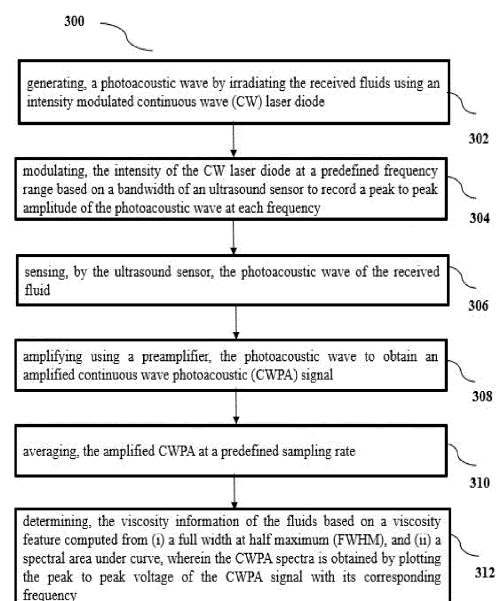 300
generating, a photoacoustic wave by irradiating the received fluids using an
intensity modulated continuous wave (CW) laser diode
302
modulating, the intensity of the CW laser diode at a predefined frequency
range based on a bandwidth of an ultrasound sensor to record a peak to peak
amplitude of the photoacoustic wave at each frequency
304
sensing, by the ultrasound sensor, the photoacoustic wave of the received
fluid
306
amplifying using a preamplifier, the photoacoustic wave to obtain an
amplified continuous wave photoacoustic (CWPA) signal
308
averaging, the amplified CWPA at a predefined sampling rate
310
determining, the viscosity information of the fluids based on a viscosity
feature computed from (i) a full width at half maximum (FWHM), and (ii) a
spectral area under curve, wherein the CWPA spectra is obtained by plotting
the peak to peak voltage of the CWPA signal with its corresponding
frequency
312